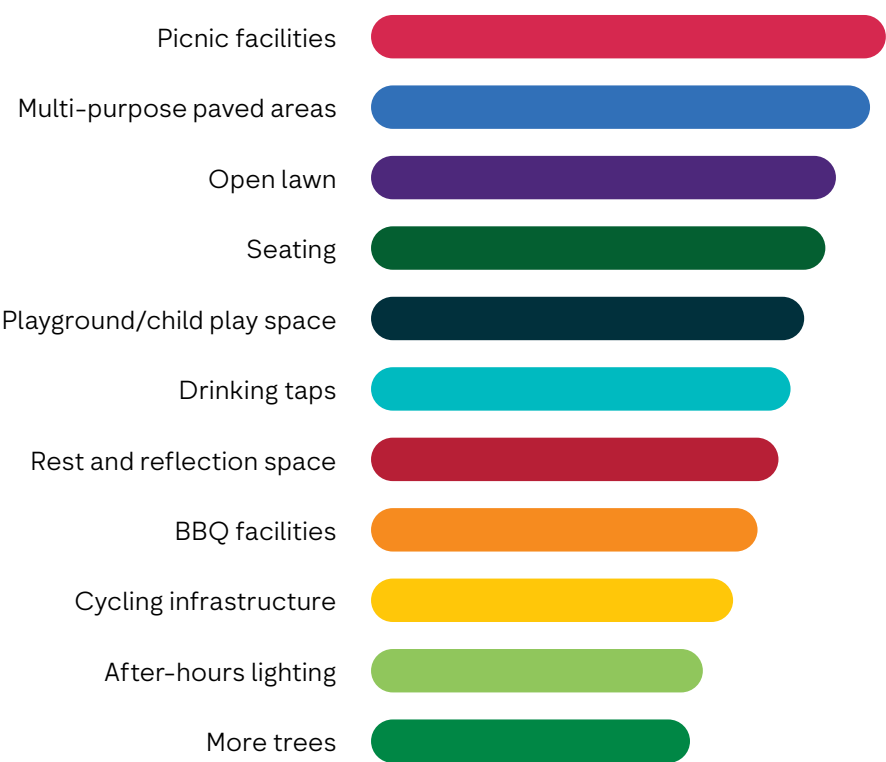 Picnic facilities
Multi-purpose paved areas
Open lawn
Seating
Playground/child play space
Drinking taps
Rest and reflection space
BBQ facilities
Cycling infrastructure
After-hours lighting
More trees